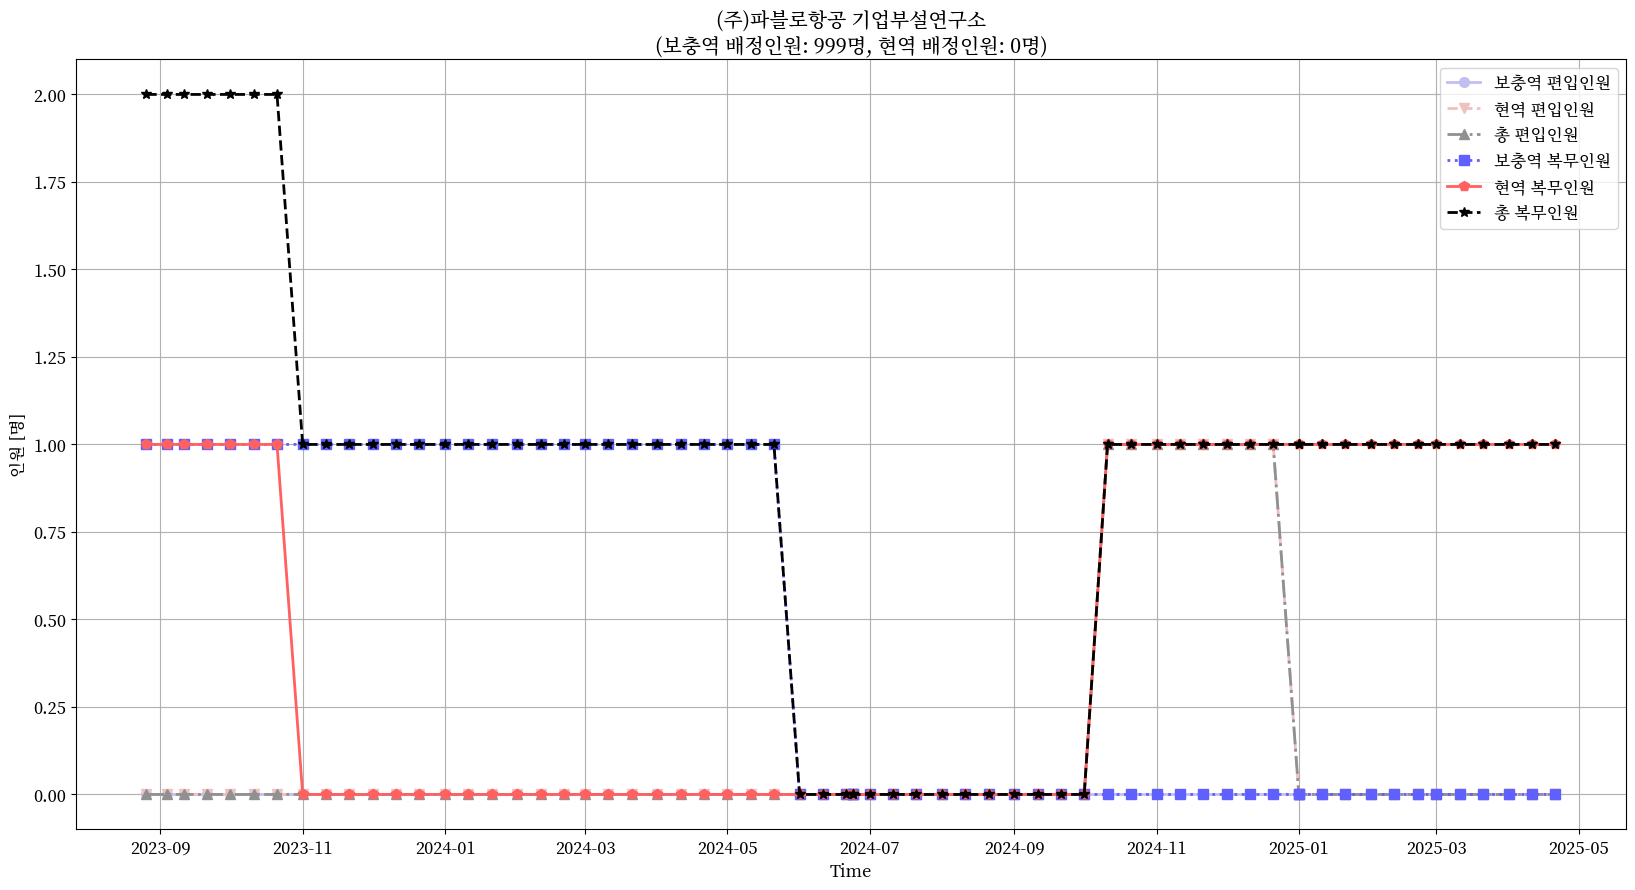 (주)파블로항공 기업부설연구소
(보충역 배정인원: 999명, 현역 배정인원: 0명)
보충역 편입인원
현역 편입인원
총 편입인원
보충역 복무인원
현역 복무인원
총 복무인원
인원 [명]
2.00
1.75
1.50
1.25
1.00
0.75
0.50
0.25
0.00
2023-09 2023-11 2024-01 2024-03 2024-05 2024-07 2024-09 2024-11 2025-01 2025-03 2025-05
Time